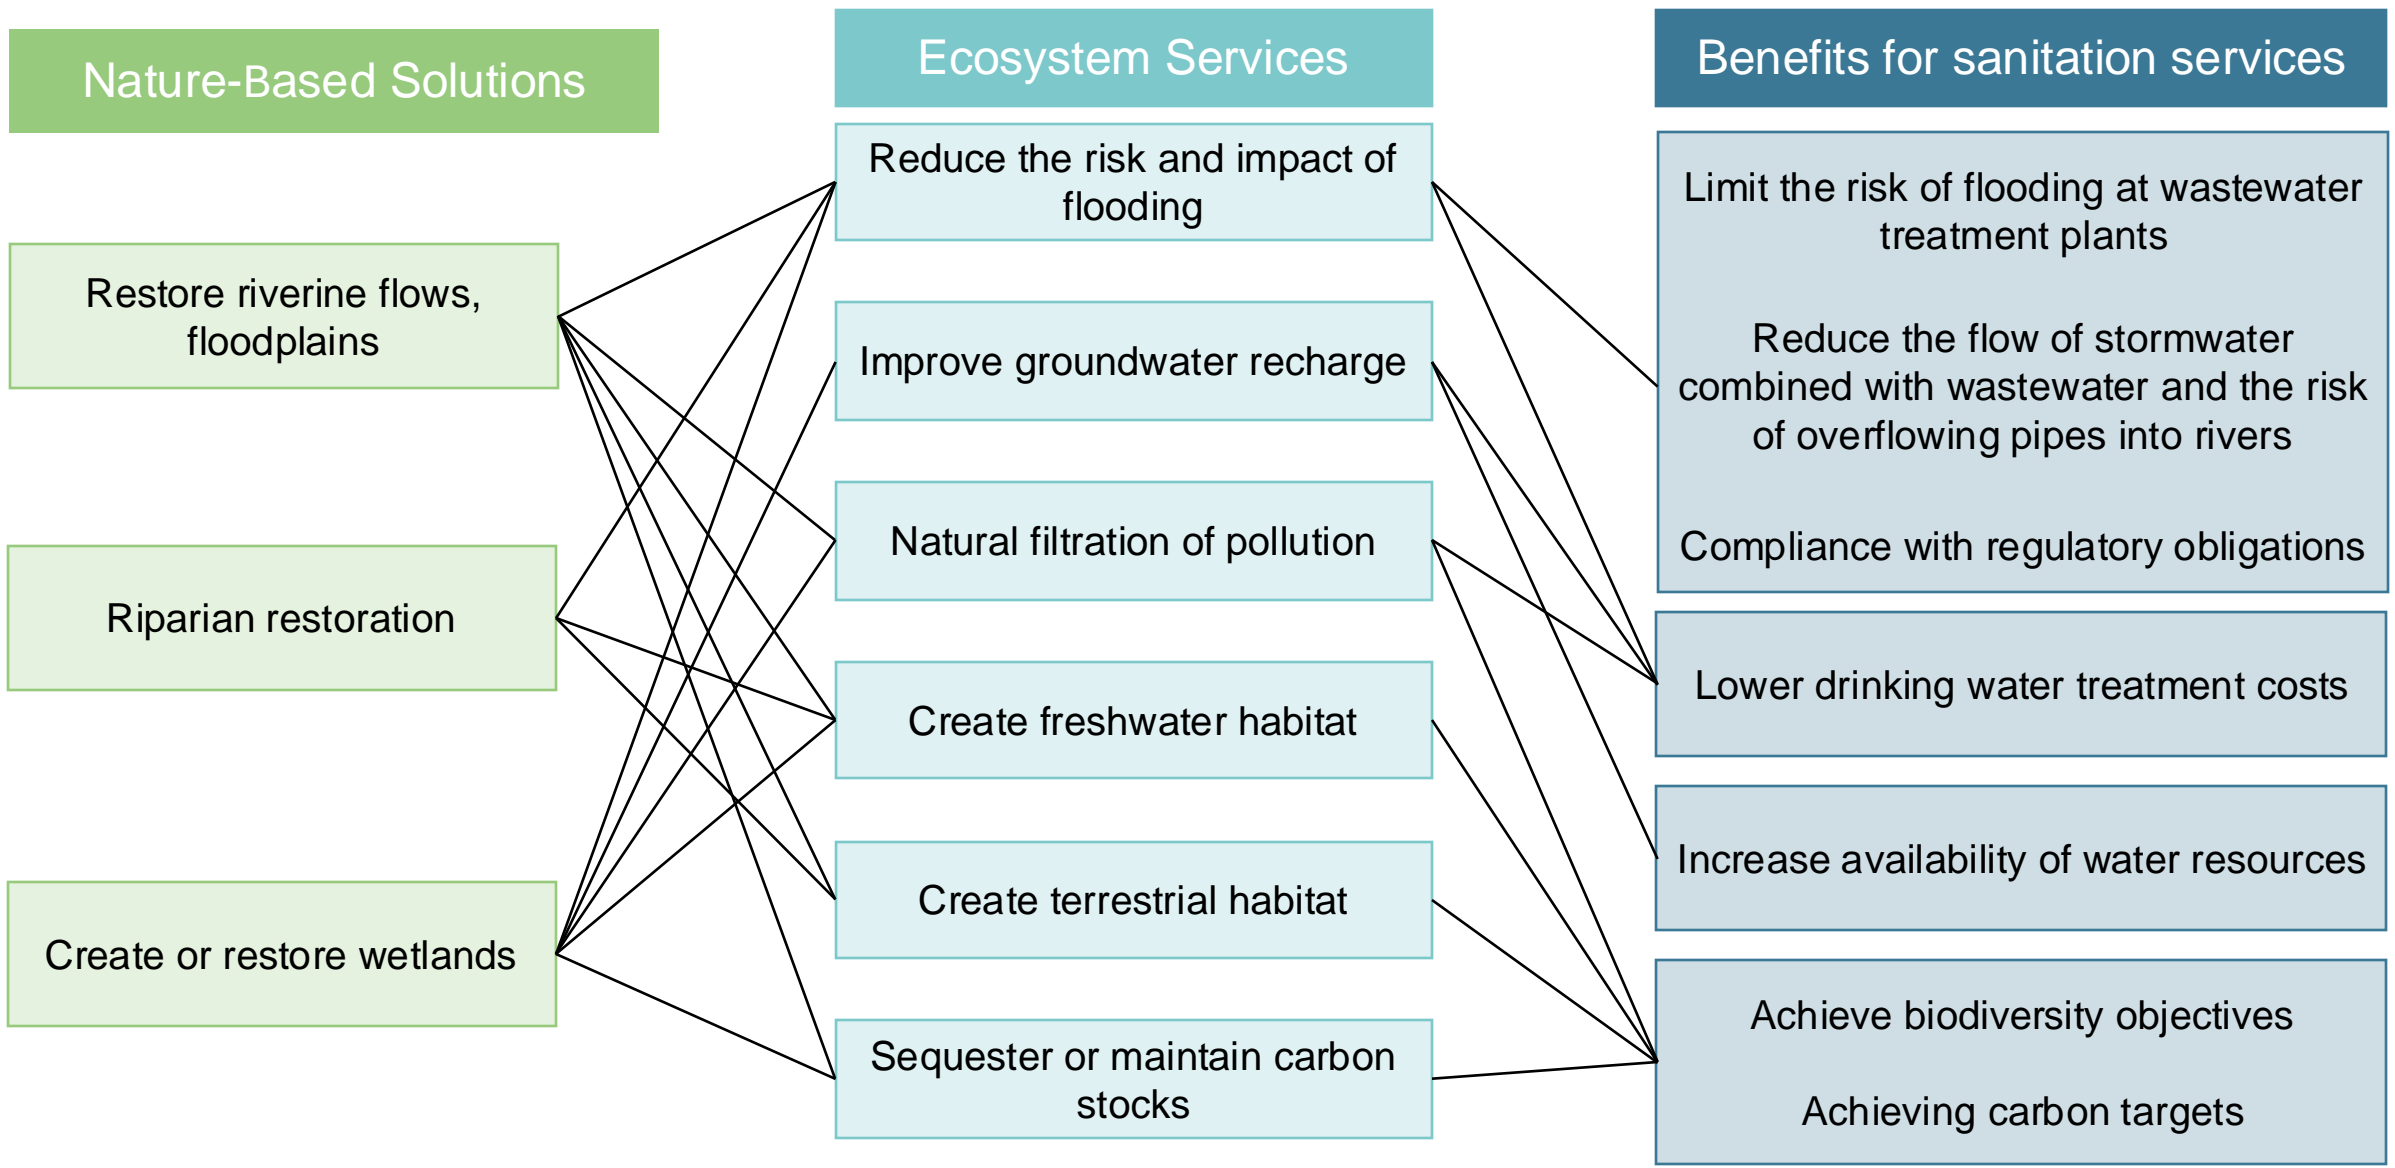 Nature-Based Solutions
Restore riverine flows,
floodplains
Riparian restoration
Create or restore wetlands
Ecosystem Services
Reduce the risk and impact of
flooding
Improve groundwater recharge
Natural filtration of pollution
Create freshwater habitat
Create terrestrial habitat
Sequester or maintain carbon
stocks
Benefits for sanitation services
Limit the risk of flooding at wastewater
treatment plants
Reduce the flow of stormwater
combined with wastewater and the risk
of overflowing pipes into rivers
Compliance with regulatory obligations
Lower drinking water treatment costs
Increase availability of water resources
Achieve biodiversity objectives
Achieving carbon targets